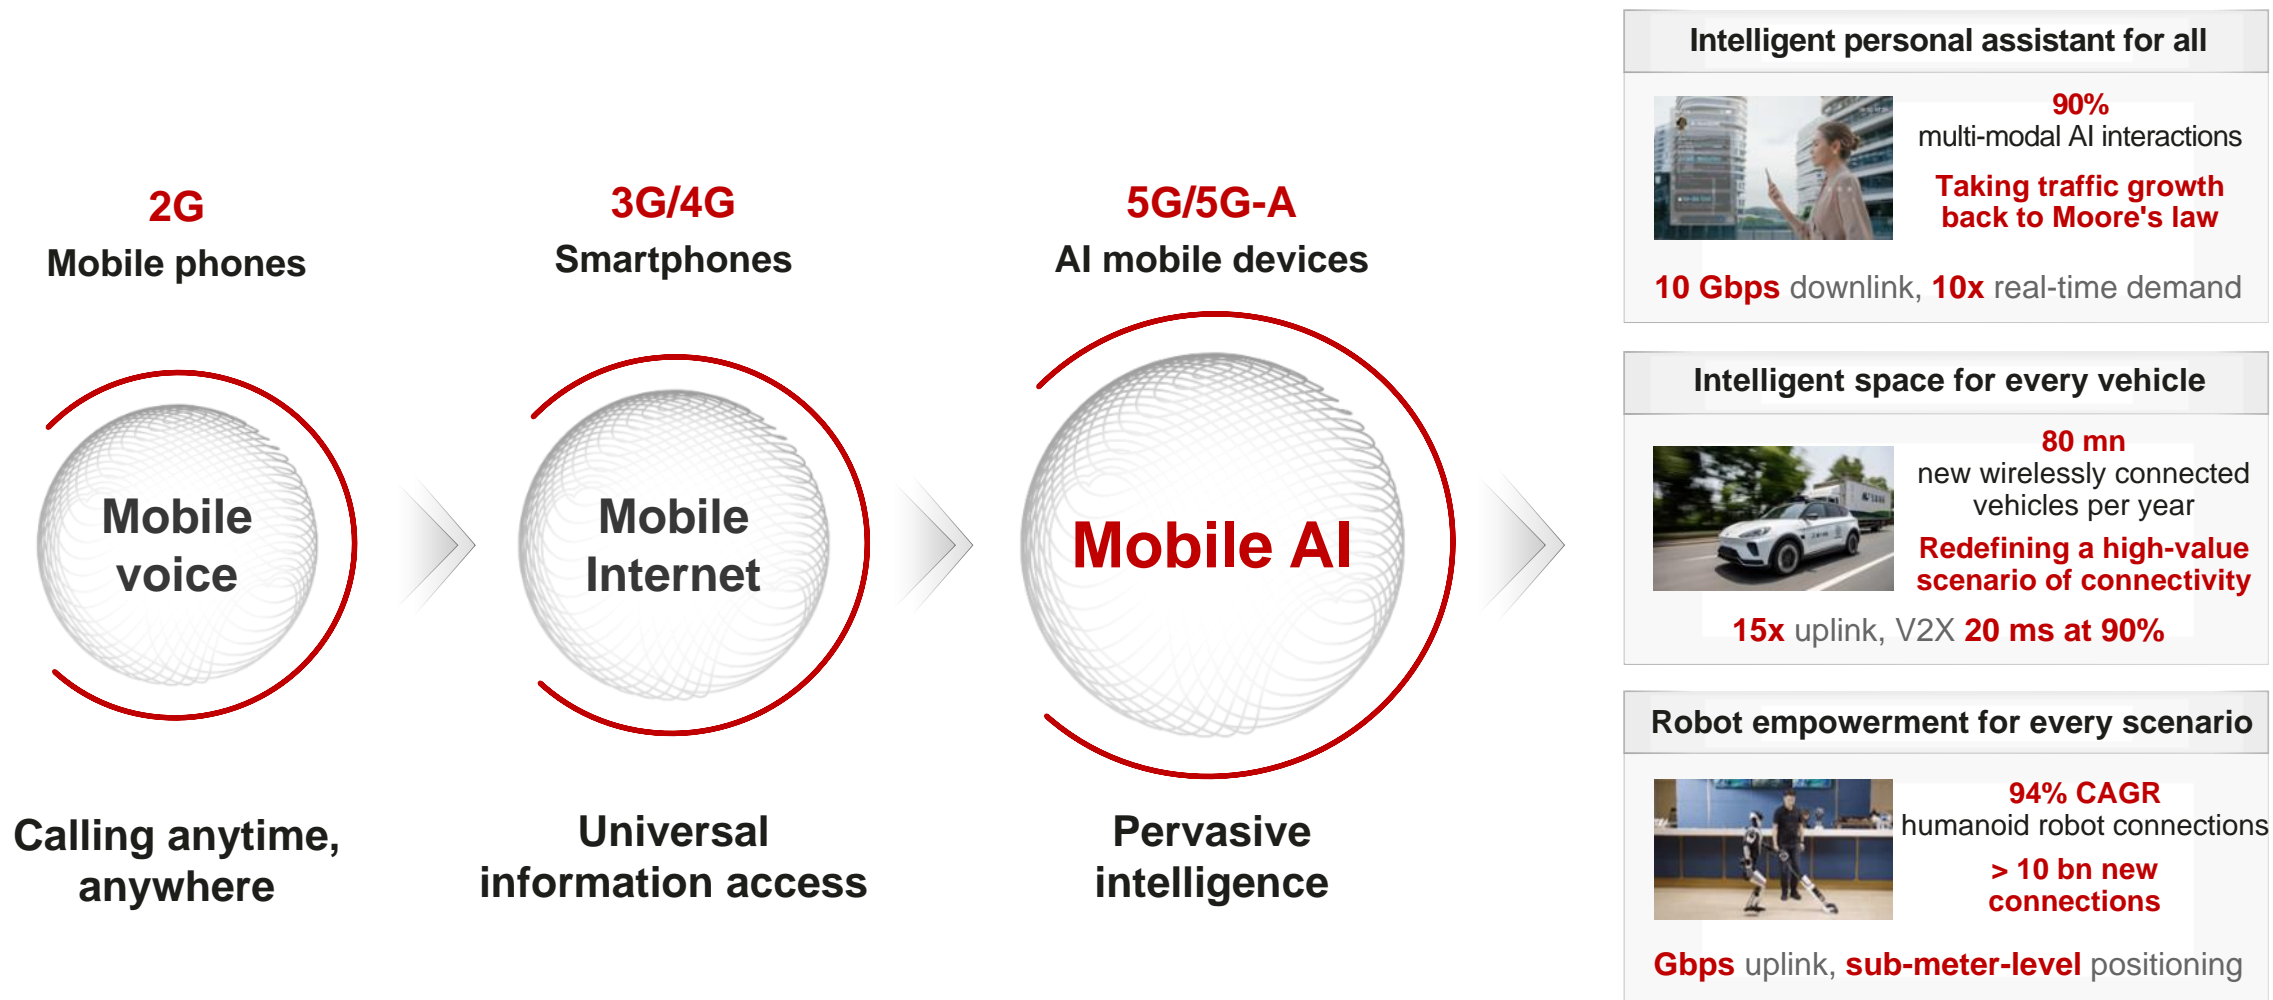 2G
Mobile phones
Mobile
voice
Calling anytime,
anywhere
3G/4G
Smartphones
Mobile
Internet
Universal
information access
5G/5G-A
AI mobile devices
Mobile AI
Pervasive
intelligence
Intelligent personal assistant for all
90%
multi-modal AI interactions
Taking traffic growth
back to Moore's law
10 Gbps downlink, 10x real-time demand
Intelligent space for every vehicle
80 mn
new wirelessly connected
vehicles per year
Redefining a high-value
scenario of connectivity
15x uplink, V2X 20 ms at 90%
Robot empowerment for every scenario
94% CAGR
humanoid robot connections
> 10 bn new
connections
Gbps uplink, sub-meter-level positioning